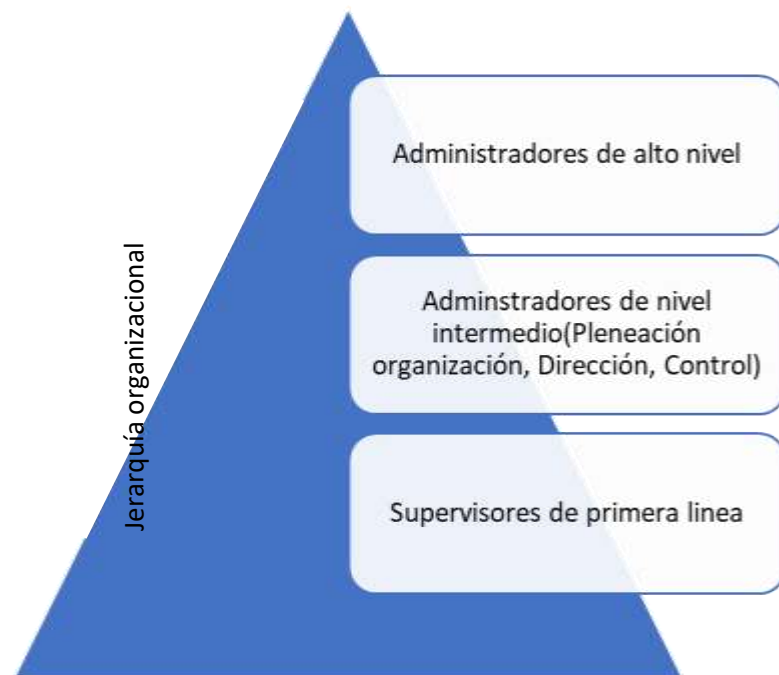 Jerarquía organizacional
Administradores de alto nivel
Adminstradores de nivel
intermedio(Pleneación
organización, Dirección, Control)
Supervisores de primera linea